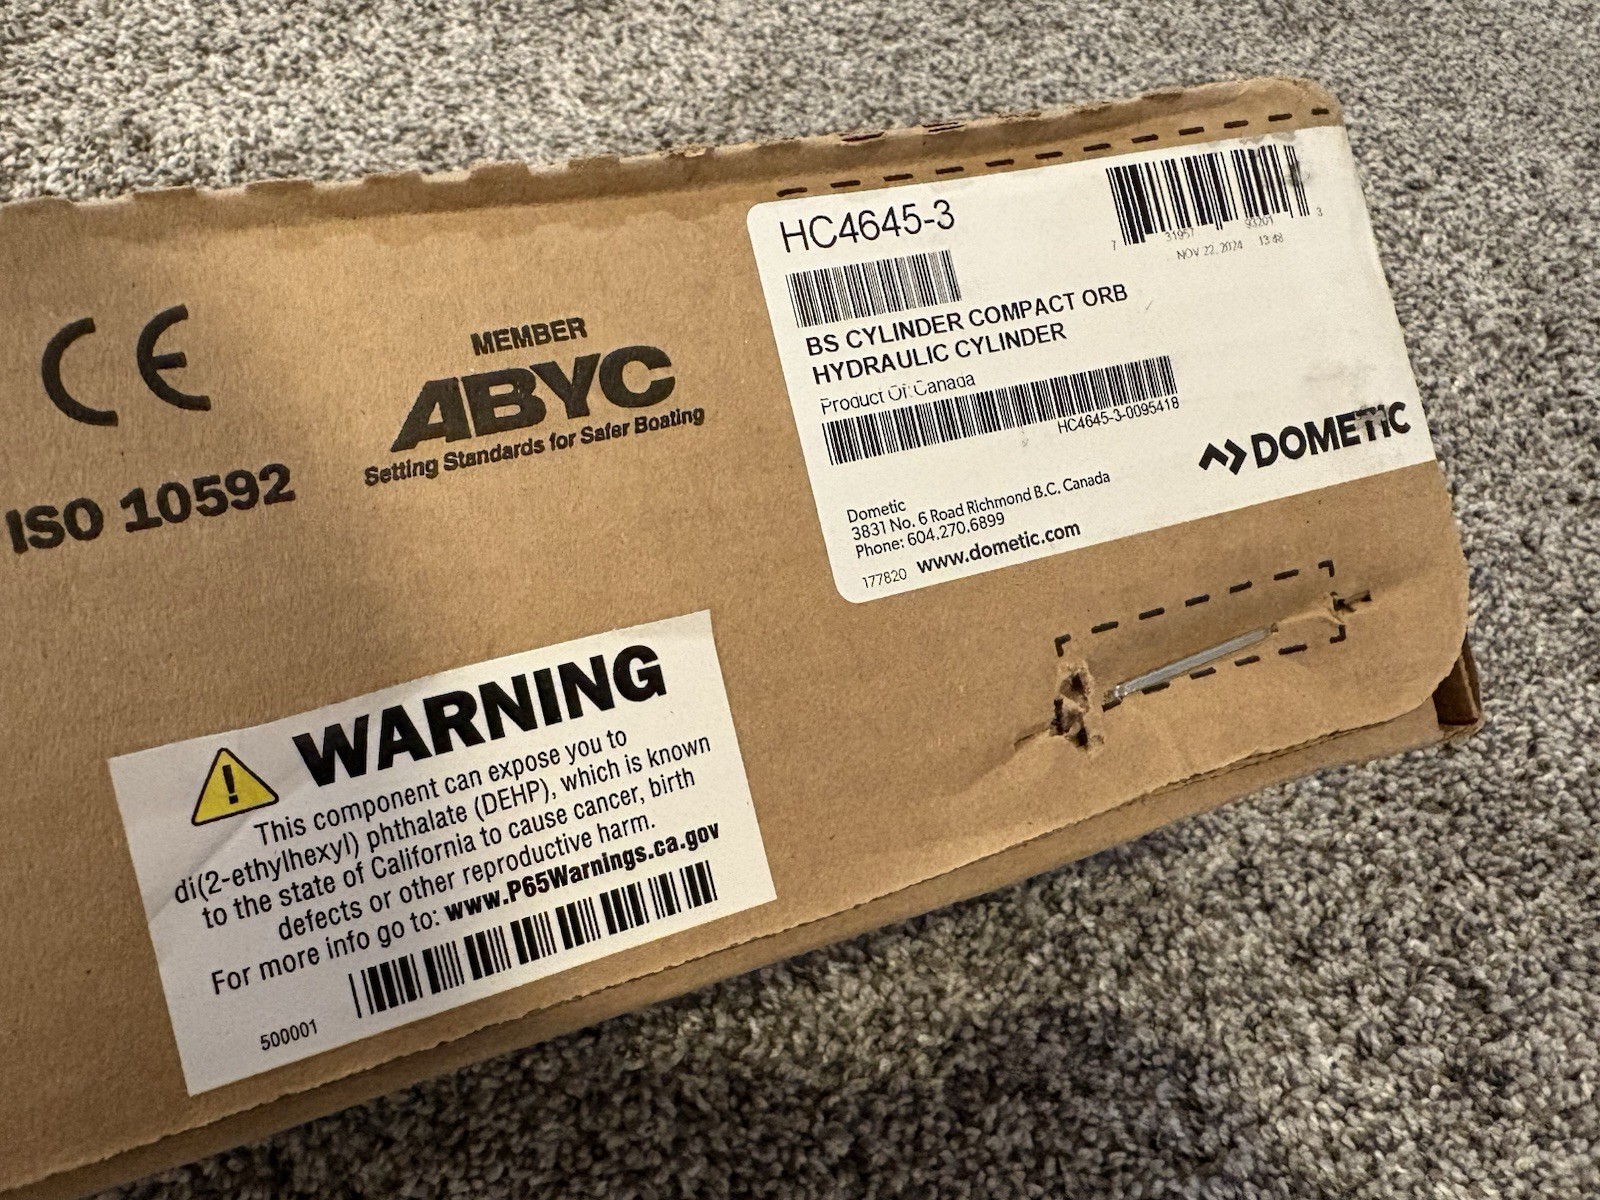 HC4645-3
7 31957 93201 3
NOV 22, 2024 13:48
BS CYLINDER COMPACT ORB
HYDRAULIC CYLINDER
Product Of: Canada
HC4645-3-0095418
DOMETIC
Dometic
3831 No. 6 Road Richmond B.C. Canada
Phone: 604.270.6899
177820 www.dometic.com
CE
ISO 10592
MEMBER
ABYC
Setting Standards for Safer Boating
WARNING
This component can expose you to
di(2-ethylhexyl) phthalate (DEHP), which is known
to the state of California to cause cancer, birth
defects or other reproductive harm.
For more info go to: www.P65Warnings.ca.gov
500001